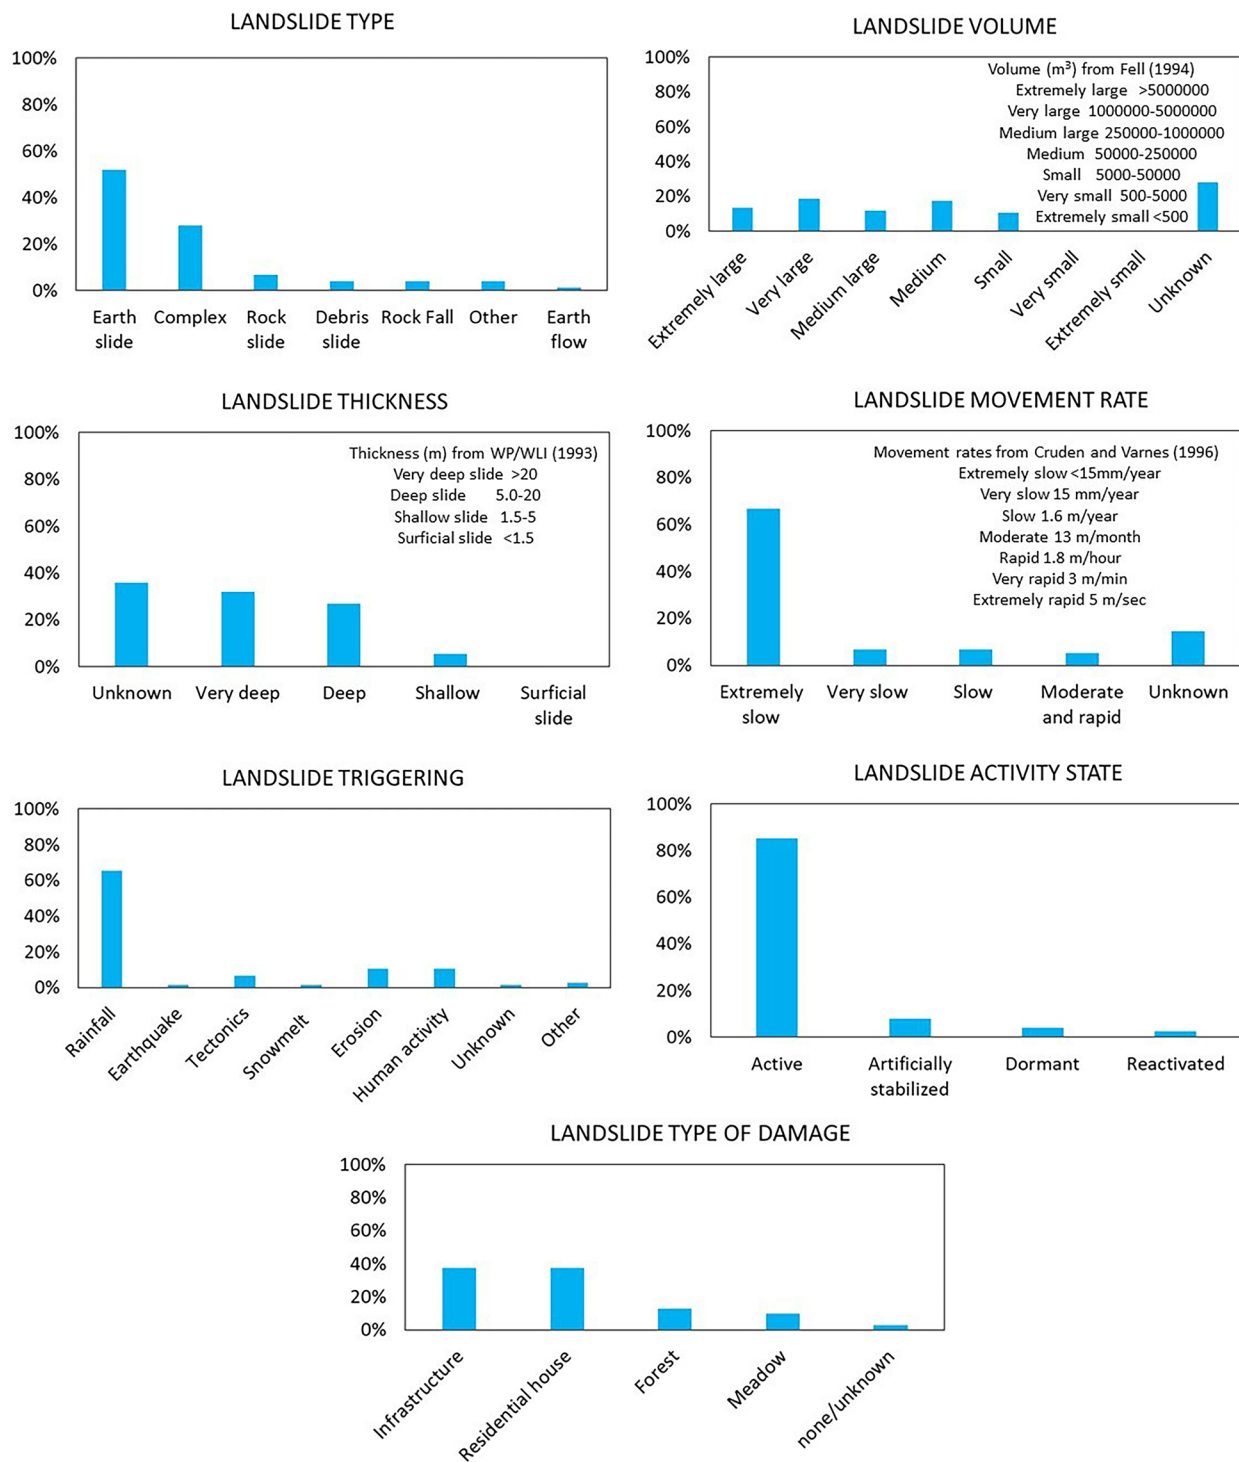 LANDSLIDE TYPE
100%
80%
60%
40%
20%
0%
Earth slide
Complex
Rock slide
Debris slide
Rock Fall
Other
Earth flow
LANDSLIDE VOLUME
100%
80%
60%
40%
20%
0%
Volume (m³) from Fell (1994)
Extremely large >5000000
Very large 1000000-5000000
Medium large 250000-1000000
Medium 50000-250000
Small 5000-50000
Very small 500-5000
Extremely small <500
Extremely large
Very large
Medium large
Medium
Small
Very small
Extremely small
Unknown
LANDSLIDE THICKNESS
100%
80%
60%
40%
20%
0%
Thickness (m) from WP/WLI (1993)
Very deep slide >20
Deep slide 5.0-20
Shallow slide 1.5-5
Surficial slide <1.5
Unknown
Very deep
Deep
Shallow
Surficial slide
LANDSLIDE MOVEMENT RATE
100%
80%
60%
40%
20%
0%
Movement rates from Cruden and Varnes (1996)
Extremely slow <15mm/year
Very slow 15 mm/year
Slow 1.6 m/year
Moderate 13 m/month
Rapid 1.8 m/hour
Very rapid 3 m/min
Extremely rapid 5 m/sec
Extremely slow
Very slow
Slow
Moderate and rapid
Unknown
LANDSLIDE TRIGGERING
100%
80%
60%
40%
20%
0%
Rainfall
Earthquake
Tectonics
Snowmelt
Erosion
Human activity
Unknown
Other
LANDSLIDE ACTIVITY STATE
100%
80%
60%
40%
20%
0%
Active
Artificially stabilized
Dormant
Reactivated
LANDSLIDE TYPE OF DAMAGE
100%
80%
60%
40%
20%
0%
Infrastructure
Residential house
Forest
Meadow
none/unknown